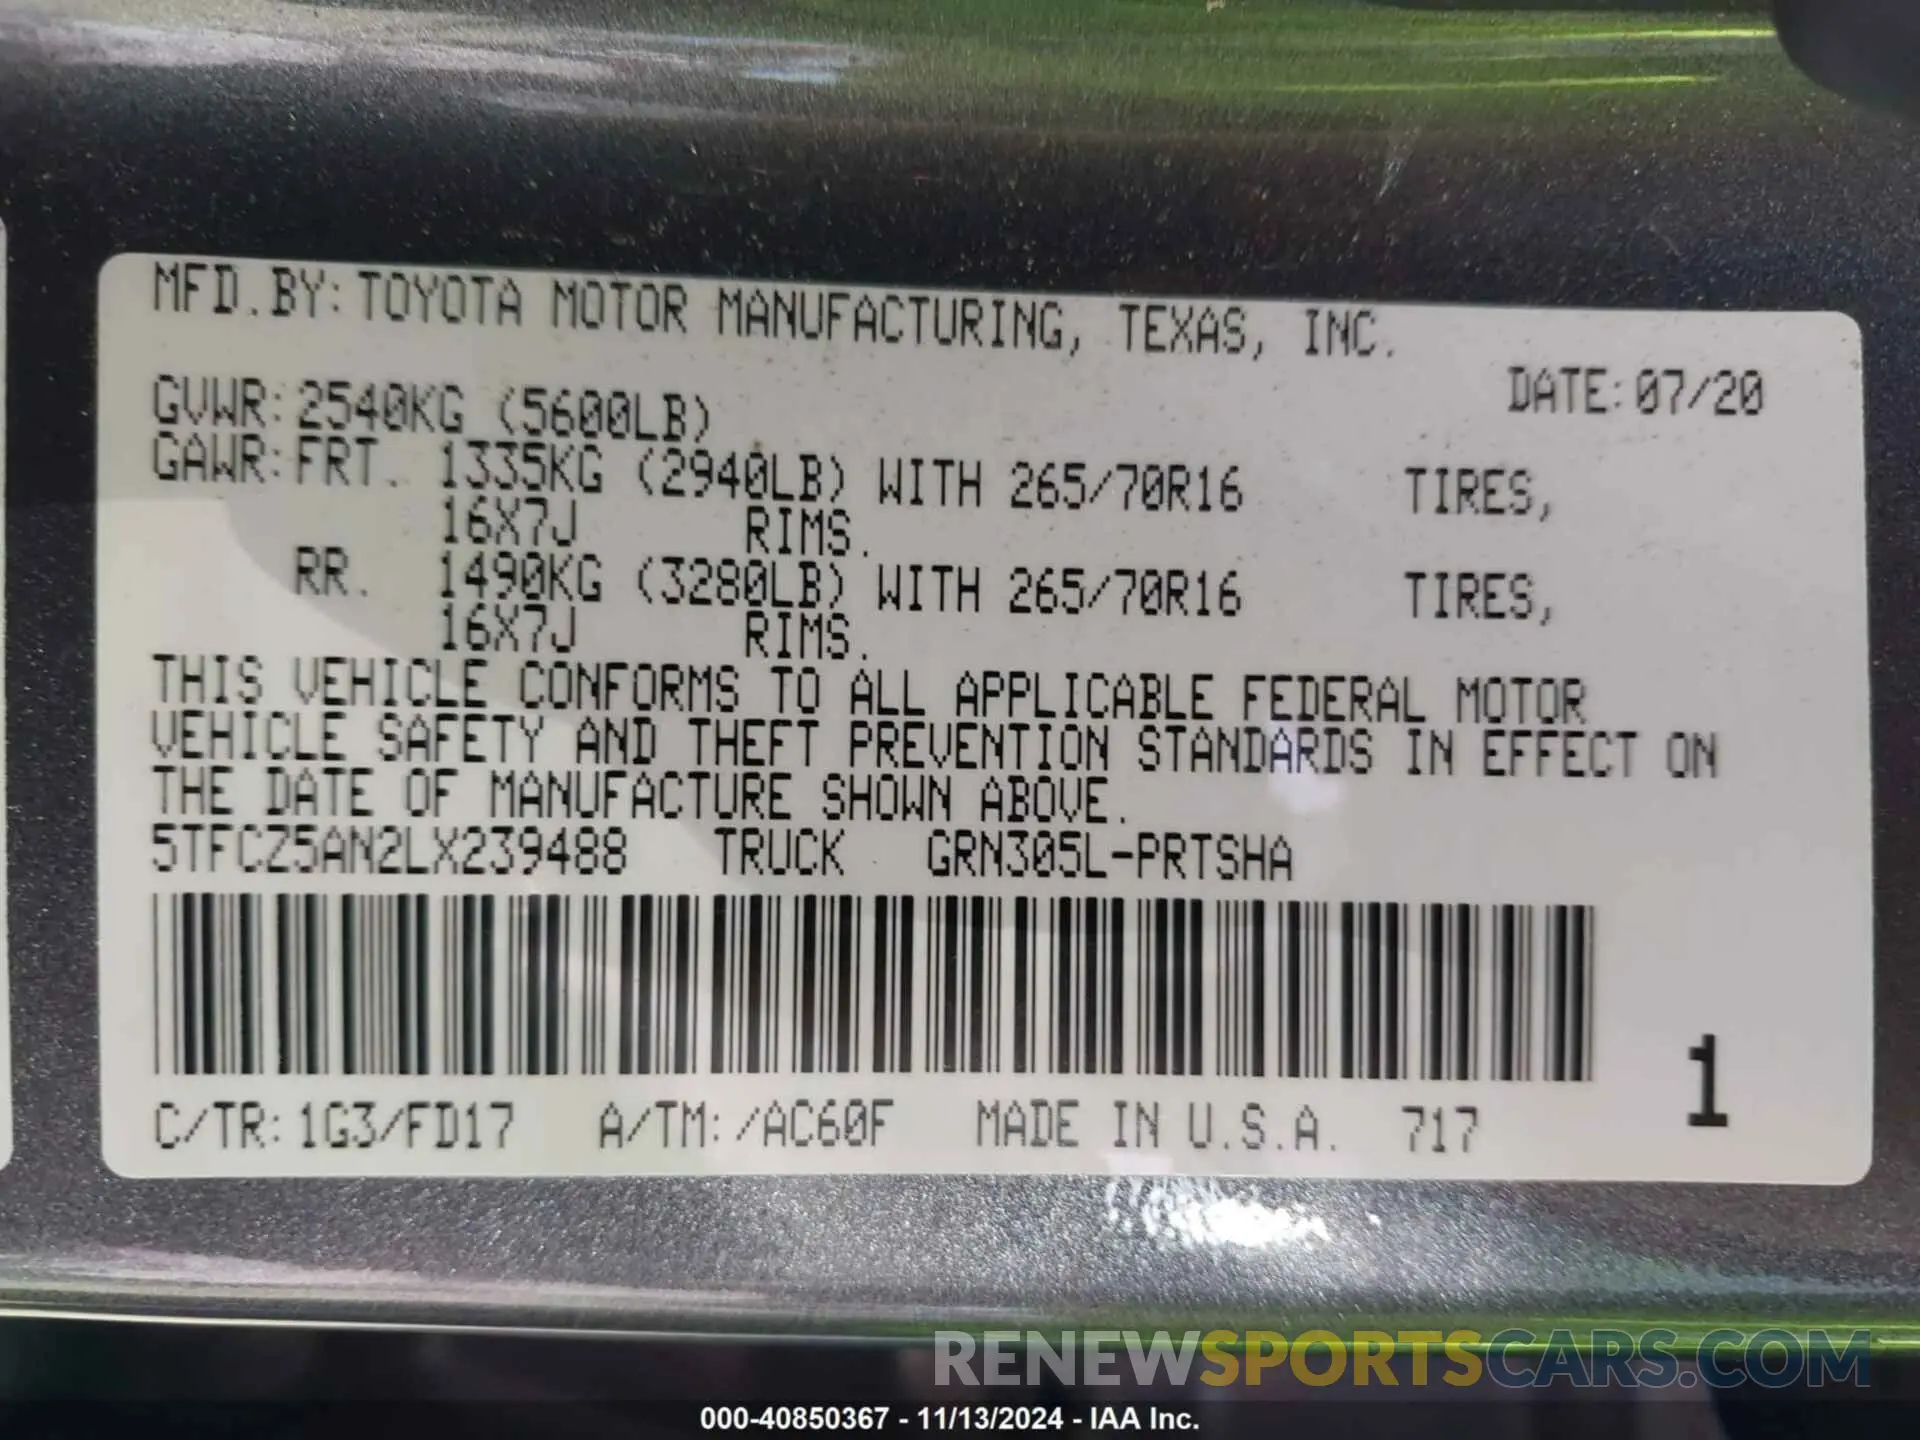 MFD.BY:TOYOTA MOTOR MANUFACTURING, TEXAS, INC.
DATE:07/20
GVWR:2540KG (5600LB)
GAWR:FRT. 1335KG (2940LB) WITH 265/70R16 TIRES,
16X7J RIMS.
RR. 1490KG (3280LB) WITH 265/70R16 TIRES,
16X7J RIMS.
THIS VEHICLE CONFORMS TO ALL APPLICABLE FEDERAL MOTOR
VEHICLE SAFETY AND THEFT PREVENTION STANDARDS IN EFFECT ON
THE DATE OF MANUFACTURE SHOWN ABOVE.
5TFCZ5AN2LX239488 TRUCK GRN305L-PRTSHA
1
C/TR:1G3/FD17 A/TM:/AC60F MADE IN U.S.A. 717
RENEWSPORTSCARS.COM
000-40850367 - 11/13/2024 - IAA Inc.